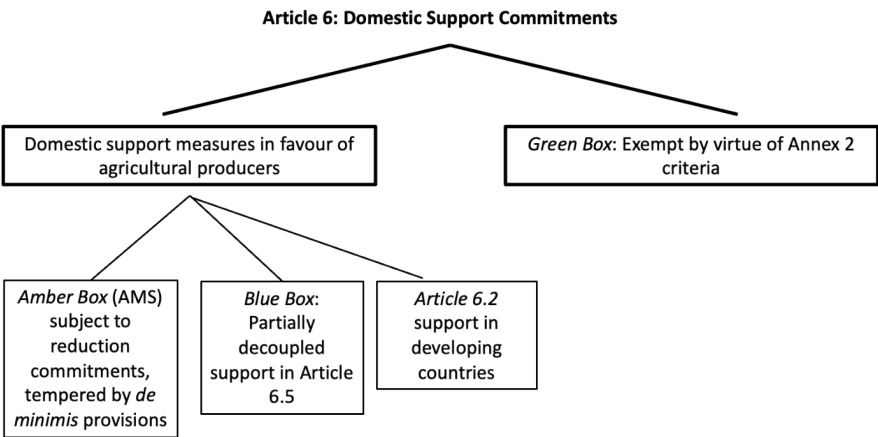 Article 6: Domestic Support Commitments
Domestic support measures in favour of
agricultural producers
Green Box: Exempt by virtue of Annex 2
criteria
Amber Box (AMS)
subject to
reduction
commitments,
tempered by de
minimis provisions
Blue Box:
Partially
decoupled
support in Article
6.5
Article 6.2
support in
developing
countries